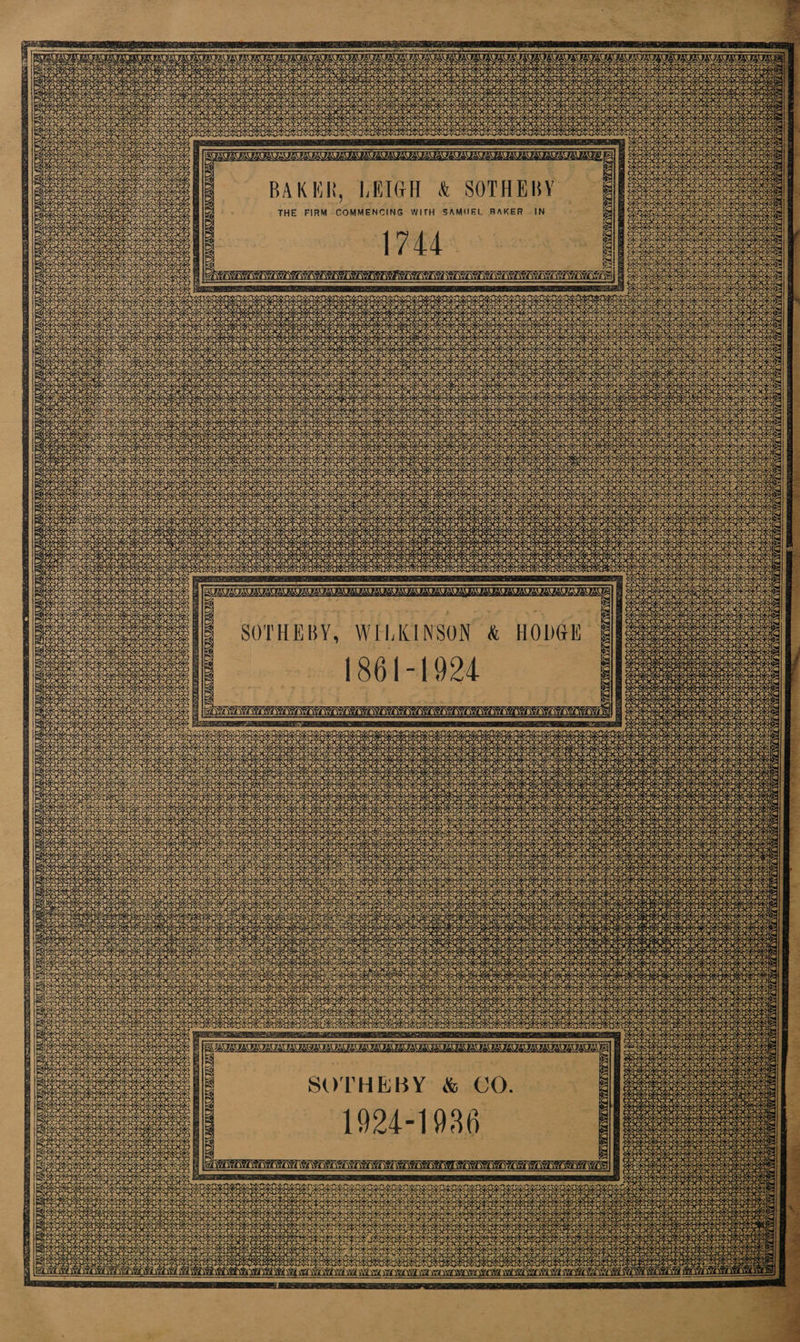 BAKER, LEIGH & SOTHEBY
THE FIRM COMMENCING WITH SAMUEL BAKER IN
1744
SOTHEBY, WILKINSON & HODGE
1861-1924
SOTHEBY & CO.
1924-1936